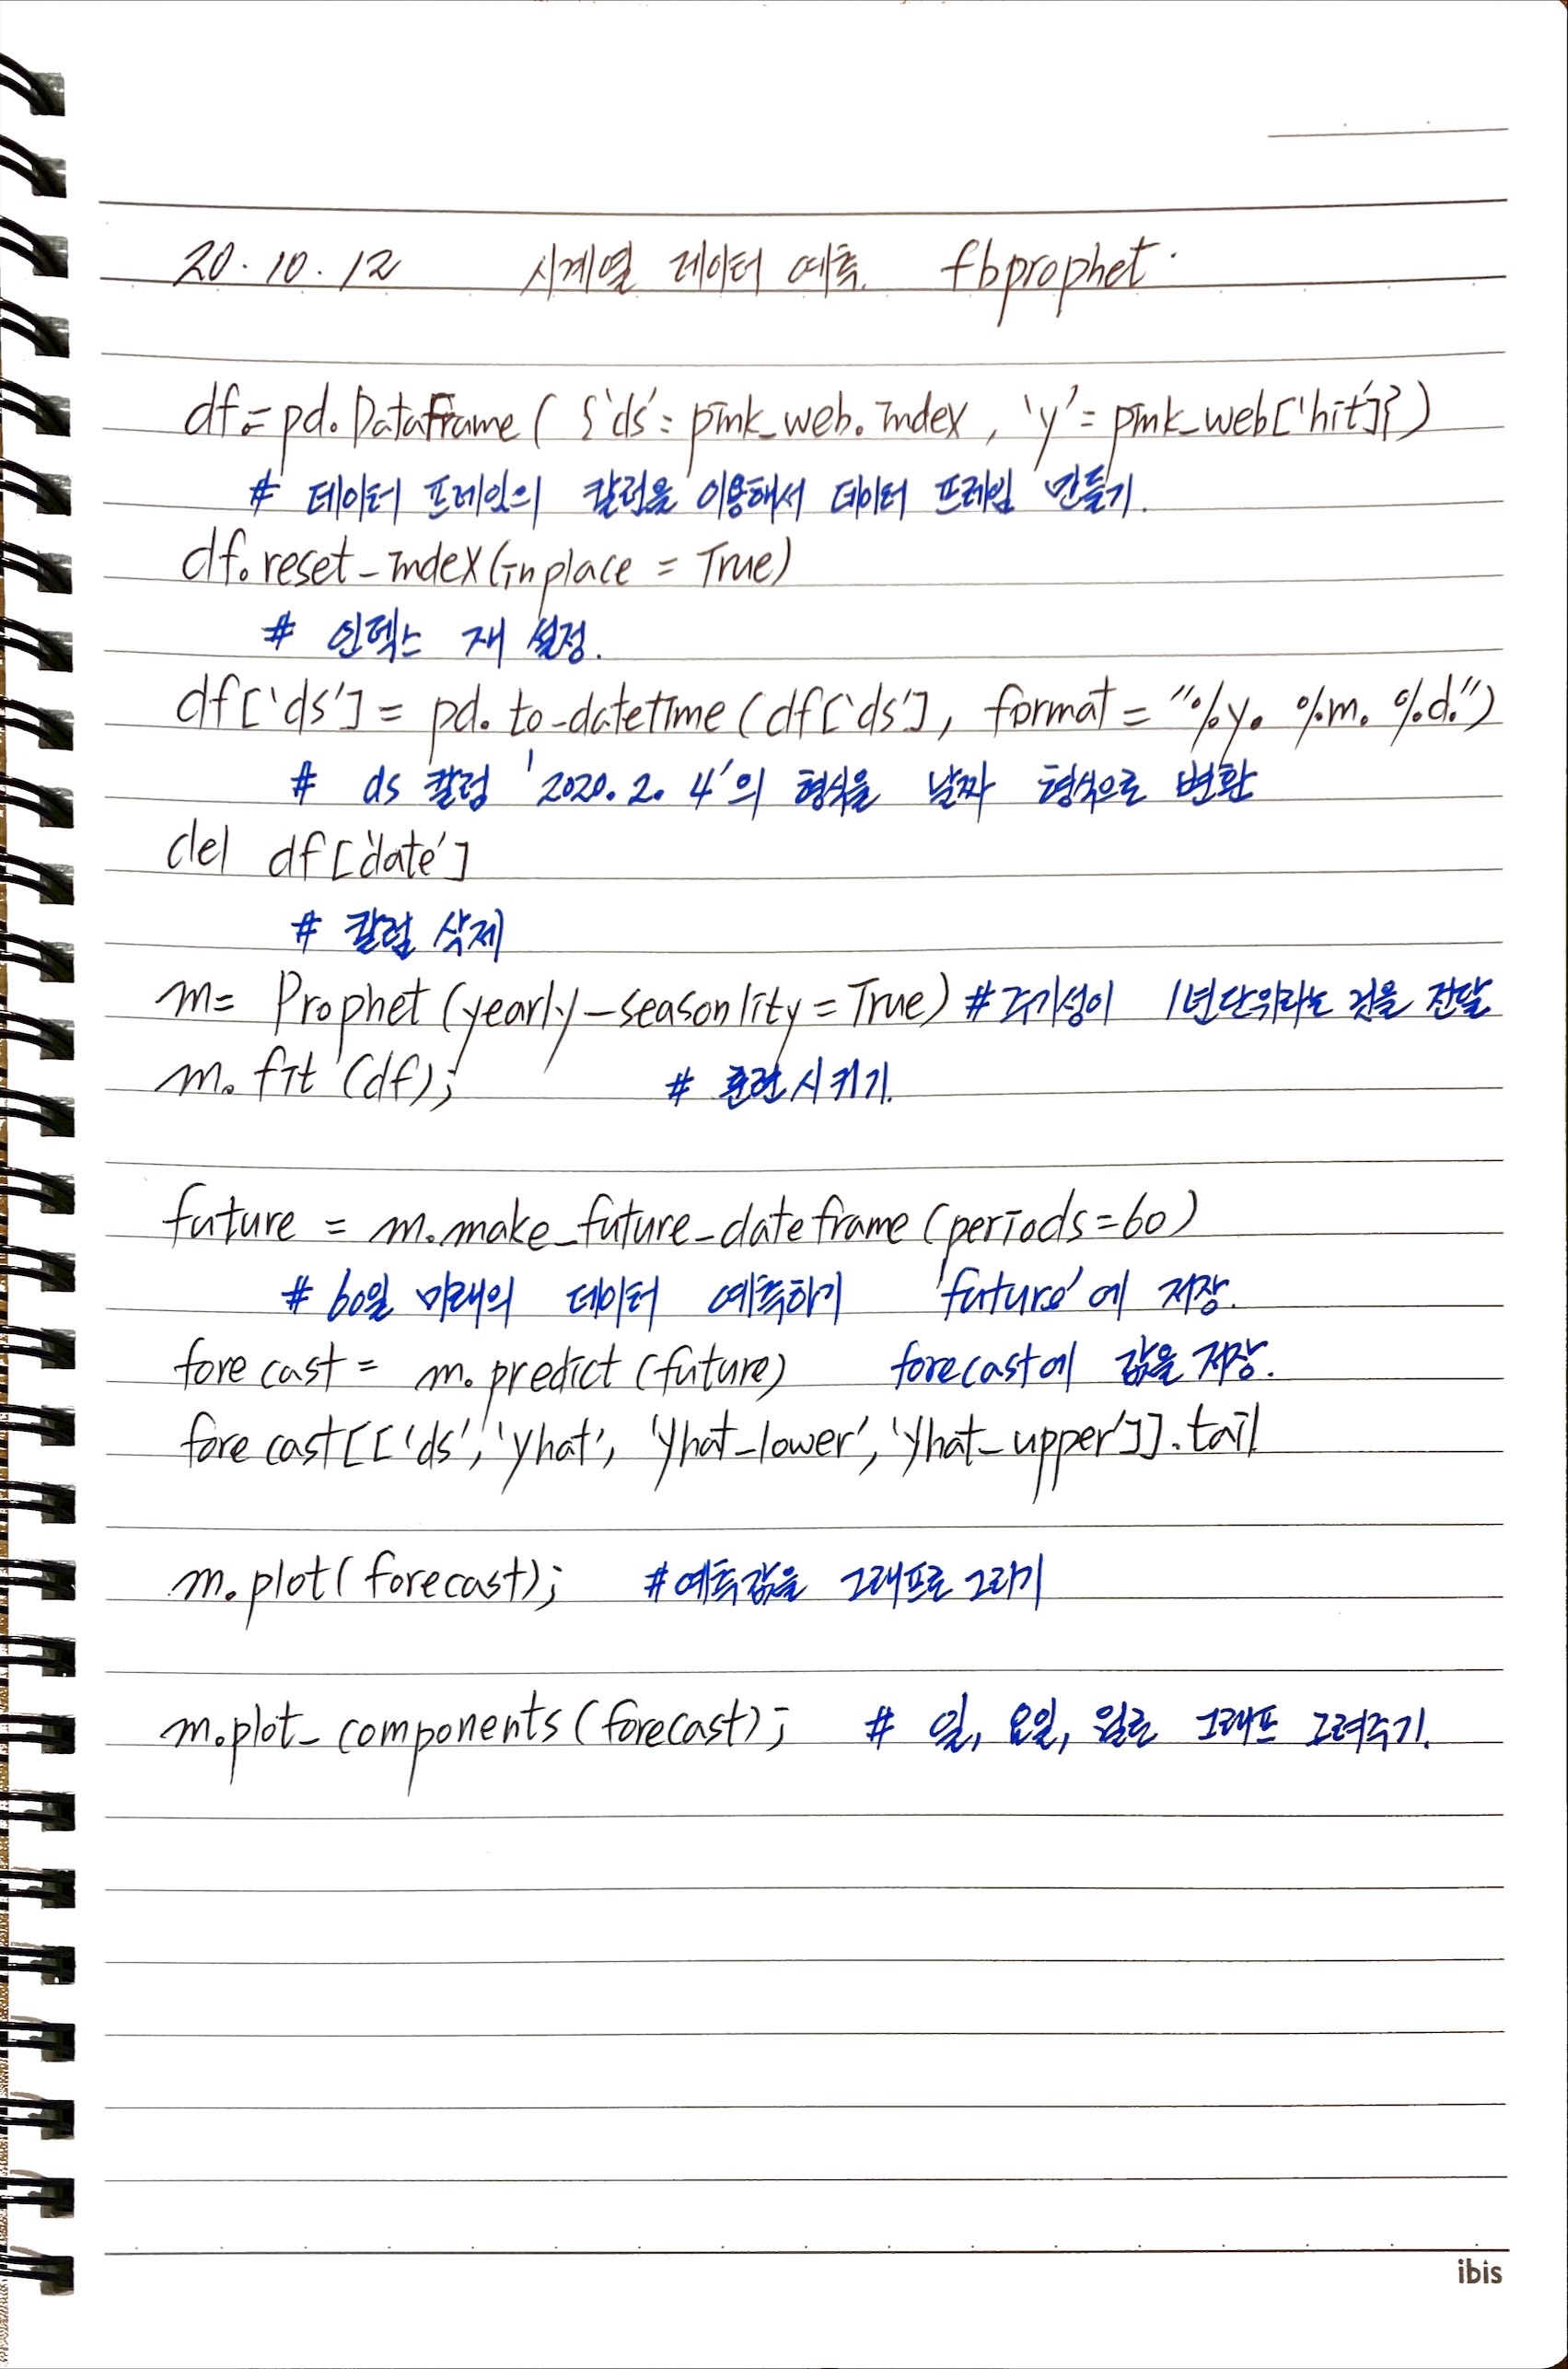 20.10.12 시계열 데이터 예측. fbprophet.
df = pd.DataFrame({'ds': pink_web.index, 'y'= pink_web['hit']})
# 데이터 프레임의 칼럼을 이용해서 데이터 프레임 만들기.
df.reset_index(inplace = True)
# 인덱스 재 설정.
df['ds'] = pd.to_datetime(df['ds'], format = "%y. %m. %d.")
# ds 칼럼 '2020. 2. 4'의 형식을 날짜 형식으로 변환
del df['date']
# 칼럼 삭제
m= Prophet(yearly_seasonlity = True) # 주기성이 1년단위라는 것을 전달
m.fit(df); # 훈련시키기.
future = m.make_future_dateframe(periods=60)
# 60일 미래의 데이터 예측하기 'future'에 저장.
forecast = m.predict(future) forecast에 값을 저장.
forecast[['ds', 'yhat', 'yhat_lower', 'yhat_upper']].tail
m.plot(forecast); #예측값을 그래프로 그리기
m.plot_components(forecast); # 일, 요일, 월로 그래프 그려주기.
ibis